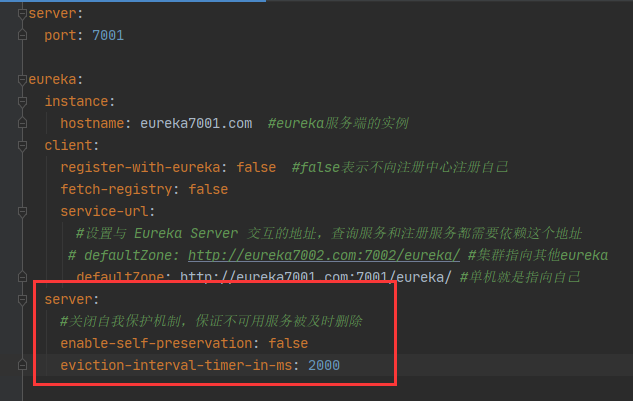 server:
port: 7001
eureka:
instance:
hostname: eureka7001.com #eureka服务端的实例
client:
register-with-eureka: false #false表示不向注册中心注册自己
fetch-registry: false
service-url:
#设置与 Eureka Server 交互的地址，查询服务和注册服务都需要依赖这个地址
# defaultZone: http://eureka7002.com:7002/eureka/ #集群指向其他eureka
defaultZone: http://eureka7001.com:7001/eureka/ #单机就是指向自己
server:
#关闭自我保护机制，保证不可用服务被及时删除
enable-self-preservation: false
eviction-interval-timer-in-ms: 2000